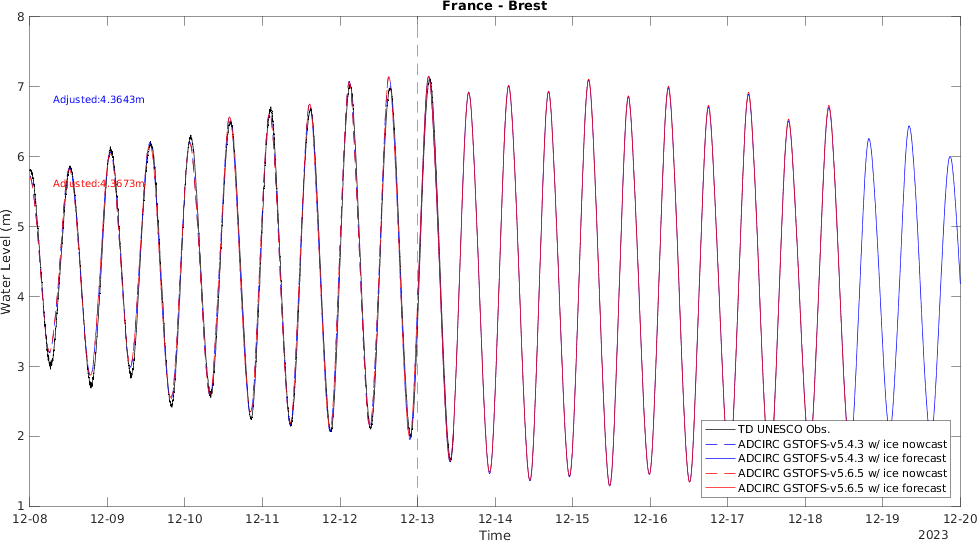 France - Brest
8
7
6
5
4
3
2
1
Water Level (m)
Adjusted:4.3643m
Adjusted:4.3673m
TD UNESCO Obs.
ADCIRC GSTOFS-v5.4.3 w/ ice nowcast
ADCIRC GSTOFS-v5.4.3 w/ ice forecast
ADCIRC GSTOFS-v5.6.5 w/ ice nowcast
ADCIRC GSTOFS-v5.6.5 w/ ice forecast
12-08 12-09 12-10 12-11 12-12 12-13 12-14 12-15 12-16 12-17 12-18 12-19 12-20
Time
2023